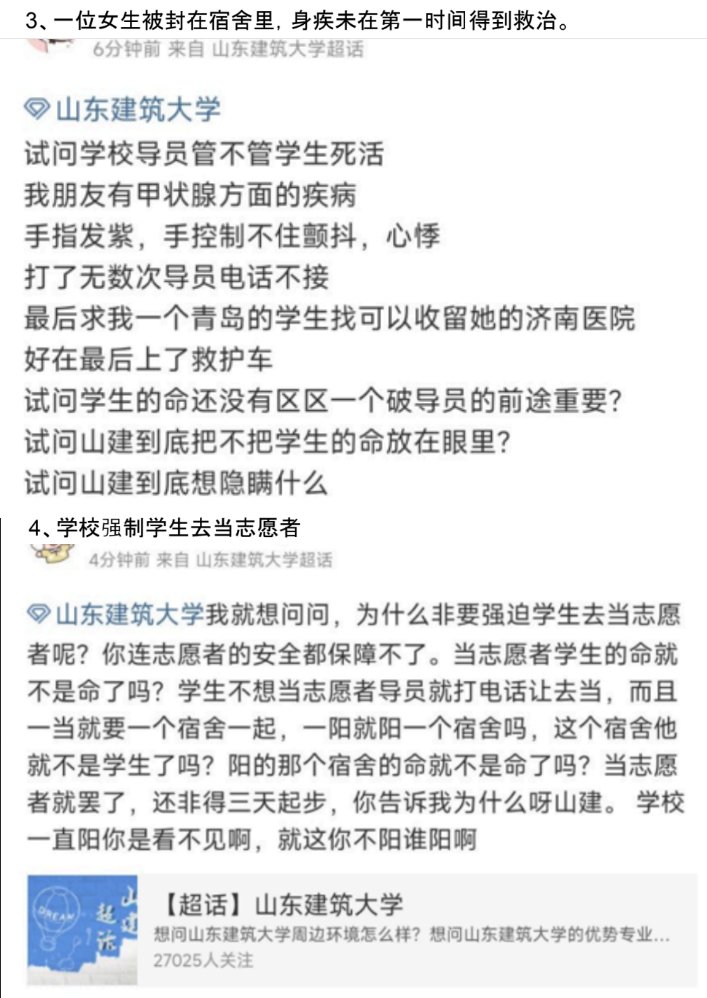 3、一位女生被封在宿舍里，身疾未在第一时间得到救治。
6分钟前 来自 山东建筑大学超话
山东建筑大学
试问学校导员管不管学生死活
我朋友有甲状腺方面的疾病
手指发紫，手控制不住颤抖，心悸
打了无数次导员电话不接
最后求我一个青岛的学生找可以收留她的济南医院
好在最后上了救护车
试问学生的命还没有区区一个破导员的前途重要？
试问山建到底把不把学生的命放在眼里？
试问山建到底想隐瞒什么
4、学校强制学生去当志愿者
4分钟前 来自 山东建筑大学超话
山东建筑大学我就想问问，为什么非要强迫学生去当志愿
者呢？你连志愿者的安全都保障不了。当志愿者学生的命就
不是命了吗？学生不想当志愿者导员就打电话让去当，而且
一当就要一个宿舍一起，一阳就阳一个宿舍吗，这个宿舍他
就不是学生了吗？阳的那个宿舍的命就不是命了吗？当志愿
者就罢了，还非得三天起步，你告诉我为什么呀山建。 学校
一直阳你是看不见啊，就这你不阳谁阳啊
DREAM
山建
超话
【超话】山东建筑大学
想问山东建筑大学周边环境怎么样？想问山东建筑大学的优势专业...
27025人关注